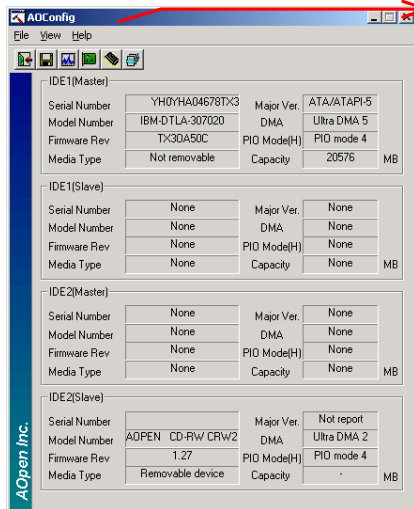 AOConfig
File View Help
IDE1(Master)
Serial Number YH0YHA04678TX3 Major Ver. ATA/ATAPI-5
Model Number IBM-DTLA-307020 DMA Ultra DMA 5
Firmware Rev TX3OA50C PIO Mode(H) PIO mode 4
Media Type Not removable Capacity 20576 MB
IDE1(Slave)
Serial Number None Major Ver. None
Model Number None DMA None
Firmware Rev None PIO Mode(H) None
Media Type None Capacity None MB
IDE2(Master)
Serial Number None Major Ver. None
Model Number None DMA None
Firmware Rev None PIO Mode(H) None
Media Type None Capacity None MB
IDE2(Slave)
Serial Number Major Ver. Not report
Model Number AOPEN CD-RW CRW2 DMA Ultra DMA 2
Firmware Rev 1.27 PIO Mode(H) PIO mode 4
Media Type Removable device Capacity - MB
AOpen Inc.